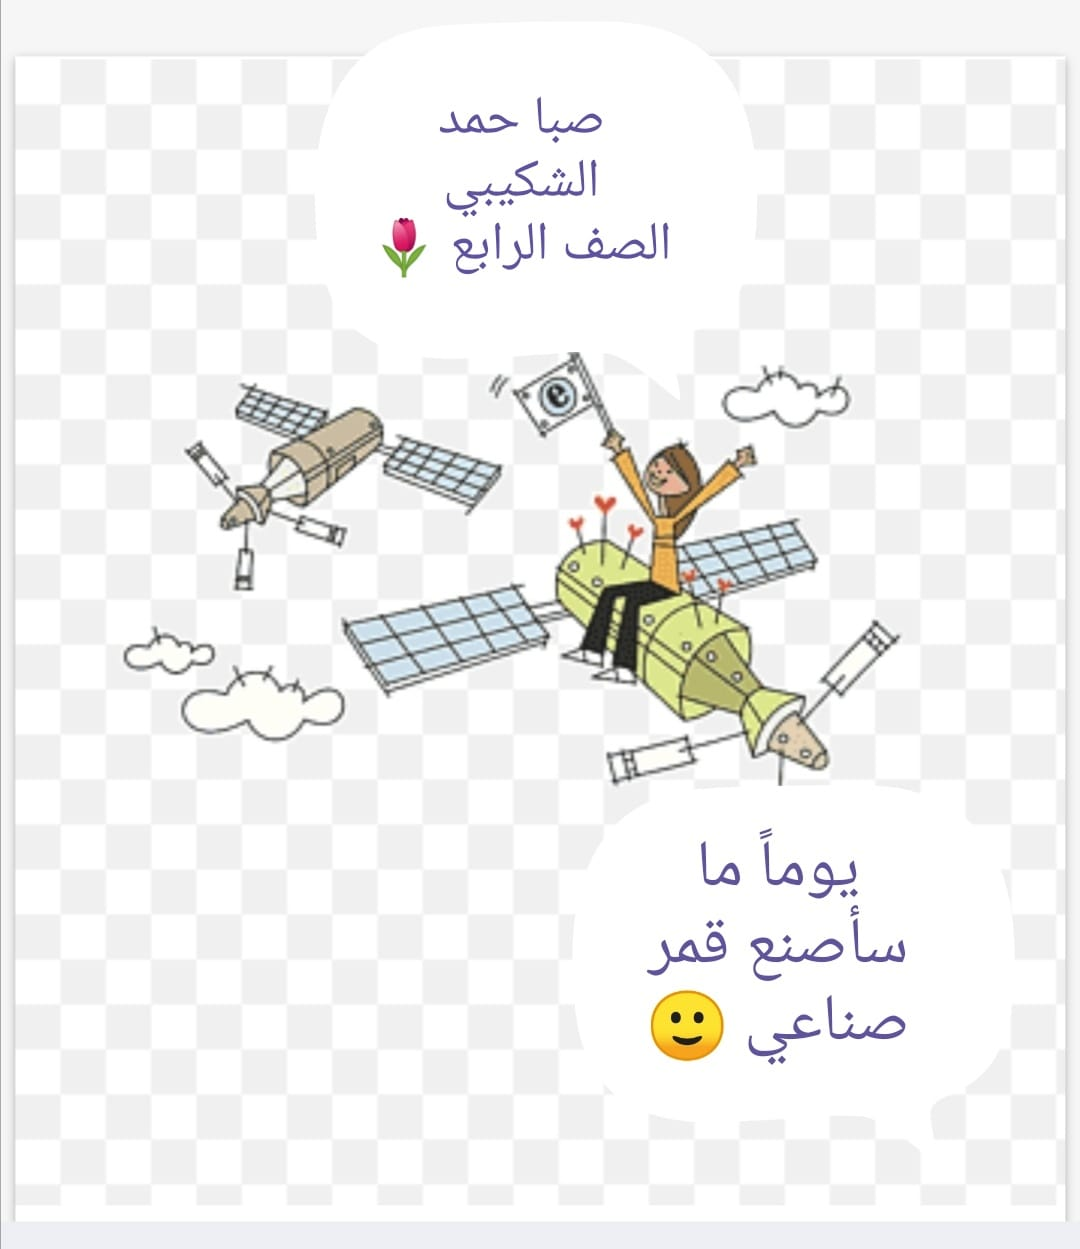 صبا حمد
الشكيبي
الصف الرابع 🌷
e
يوماً ما
سأصنع قمر
صناعي 🙂